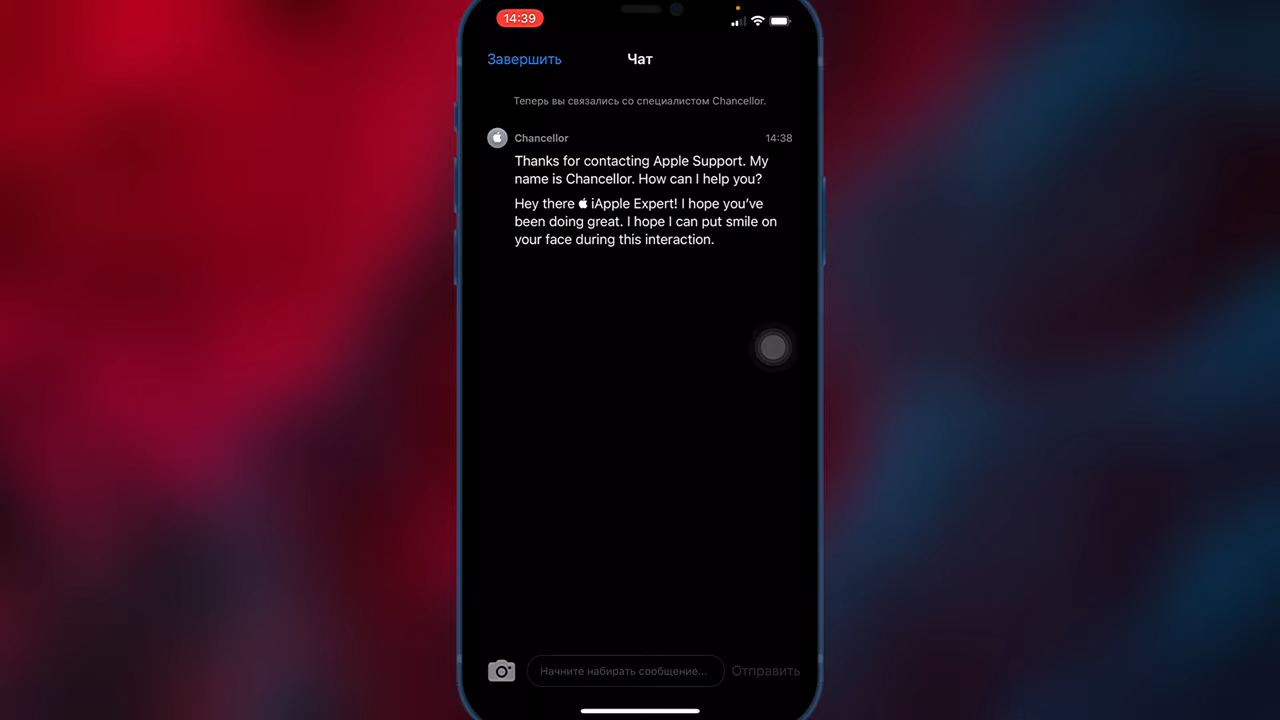 14:39
Завершить
Чат
Теперь вы связались со специалистом Chancellor.
Chancellor
14:38
Thanks for contacting Apple Support. My
name is Chancellor. How can I help you?
Hey there  iApple Expert! I hope you’ve
been doing great. I hope I can put smile on
your face during this interaction.
Начните набирать сообщение...
Отправить